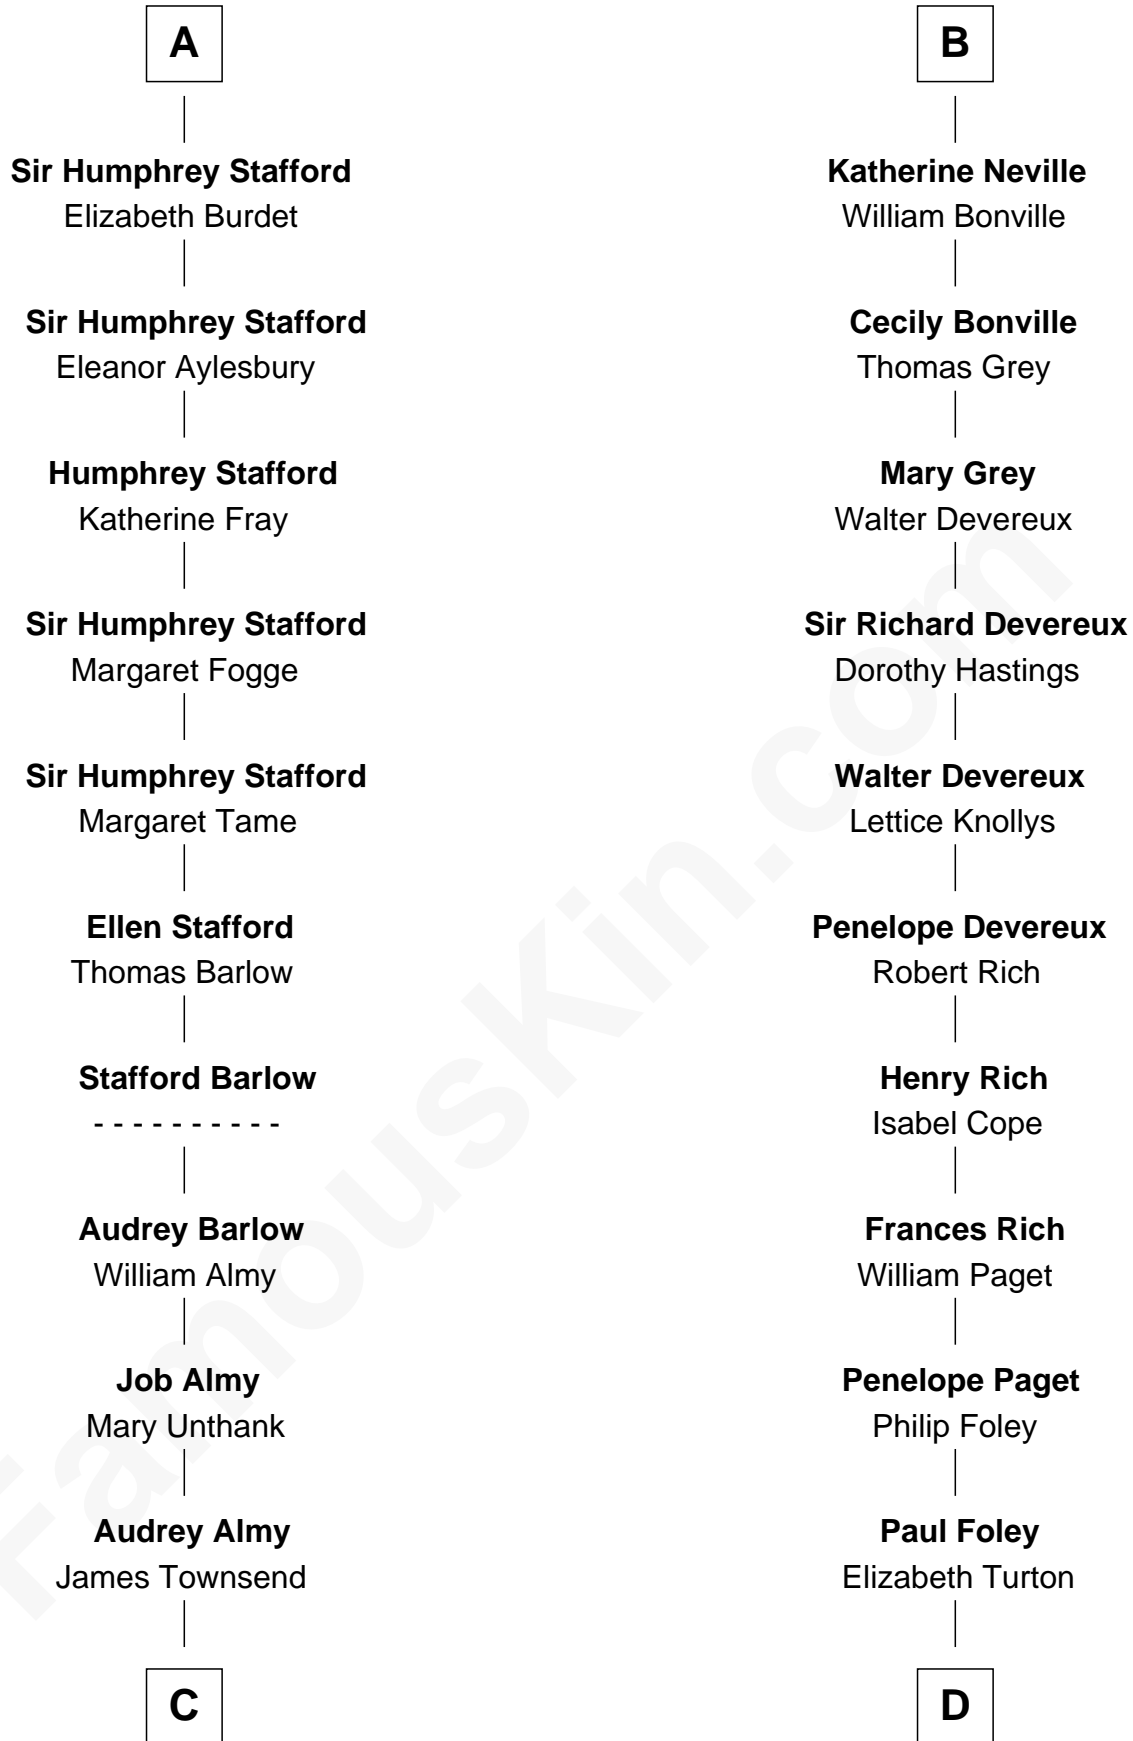 A
Sir Humphrey Stafford
Elizabeth Burdet
Sir Humphrey Stafford
Eleanor Aylesbury
Humphrey Stafford
Katherine Fray
Sir Humphrey Stafford
Margaret Fogge
Sir Humphrey Stafford
Margaret Tame
Ellen Stafford
Thomas Barlow
Stafford Barlow
- - - - - - - - - -
Audrey Barlow
William Almy
Job Almy
Mary Unthank
Audrey Almy
James Townsend
C
B
Katherine Neville
William Bonville
Cecily Bonville
Thomas Grey
Mary Grey
Walter Devereux
Sir Richard Devereux
Dorothy Hastings
Walter Devereux
Lettice Knollys
Penelope Devereux
Robert Rich
Henry Rich
Isabel Cope
Frances Rich
William Paget
Penelope Paget
Philip Foley
Paul Foley
Elizabeth Turton
D
FamousKin.com